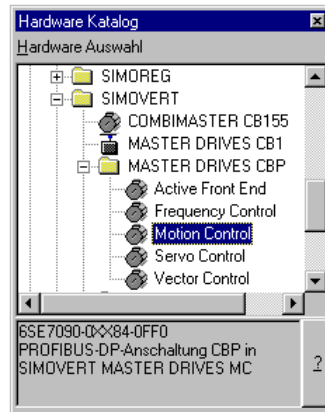 Hardware Katalog
Hardware Auswahl
SIMOREG
SIMOVERT
COMBIMASTER CB155
MASTER DRIVES CB1
MASTER DRIVES CBP
Active Front End
Frequency Control
Motion Control
Servo Control
Vector Control
6SE7090-0XX84-0FF0
PROFIBUS-DP-Anschaltung CBP in
SIMOVERT MASTER DRIVES MC
?